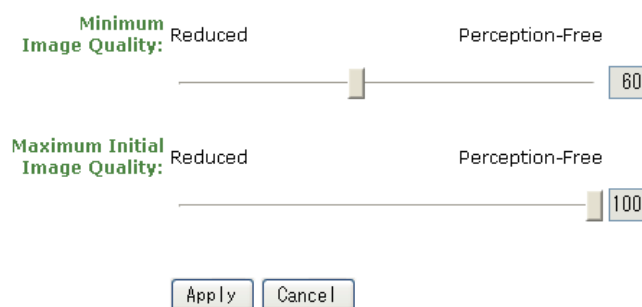 Minimum
Image Quality: Reduced Perception-Free
60
Maximum Initial
Image Quality: Reduced Perception-Free
100
Apply Cancel